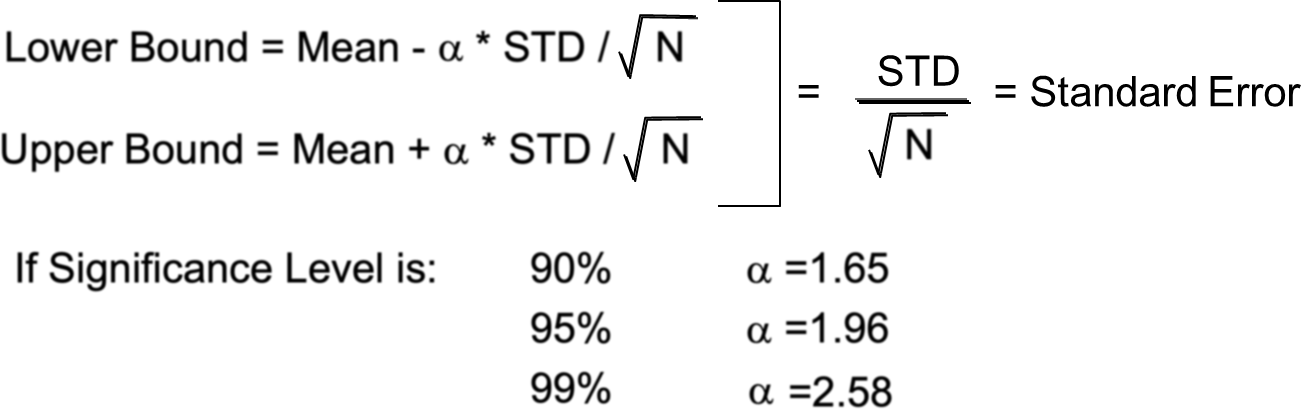 Lower Bound = Mean - α * STD / √N
= STD / √N = Standard Error
Upper Bound = Mean + α * STD / √N
If Significance Level is: 90% α =1.65
95% α =1.96
99% α =2.58